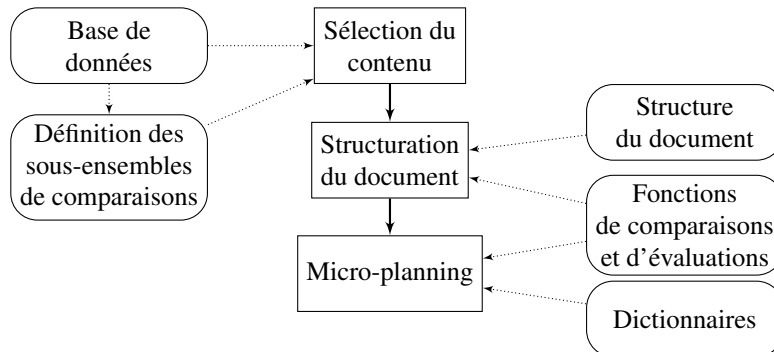 Base de
données
Sélection du
contenu
Définition des
sous-ensembles
de comparaisons
Structuration
du document
Structure
du document
Fonctions
de comparaisons
et d'évaluations
Micro-planning
Dictionnaires